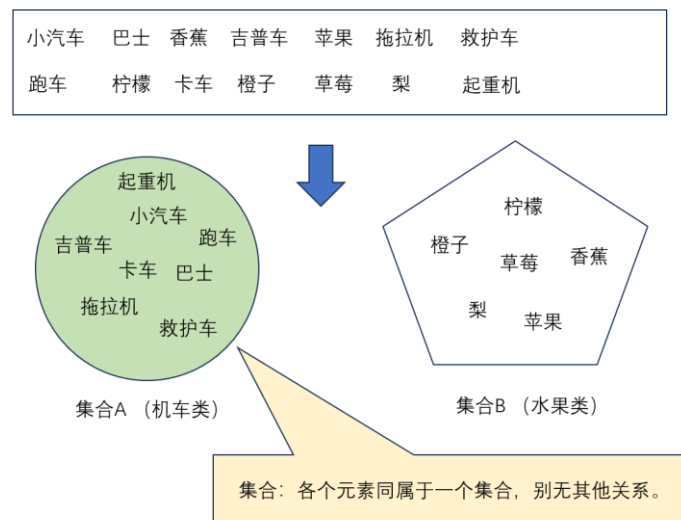 小汽车 巴士 香蕉 吉普车 苹果 拖拉机 救护车
跑车 柠檬 卡车 橙子 草莓 梨 起重机
起重机
小汽车
吉普车 跑车
卡车 巴士
拖拉机
救护车
集合A （机车类）
柠檬
橙子 草莓 香蕉
梨 苹果
集合B （水果类）
集合：各个元素同属于一个集合，别无其他关系。